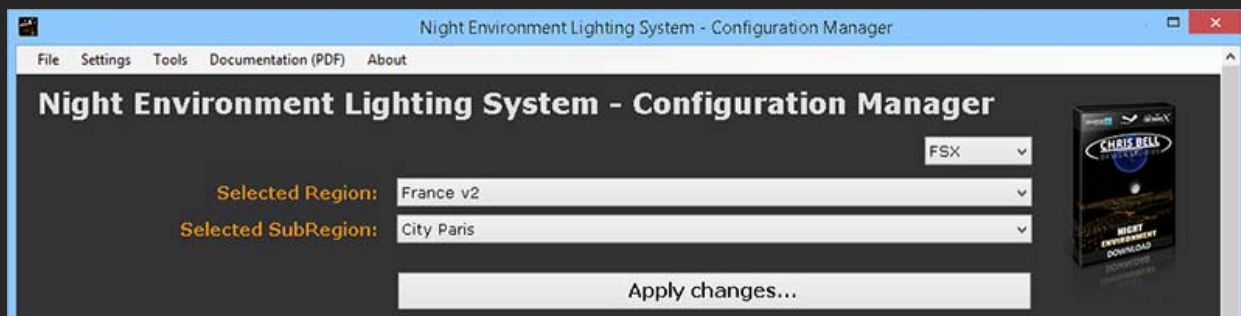 Night Environment Lighting System - Configuration Manager
File Settings Tools Documentation (PDF) About
Night Environment Lighting System - Configuration Manager
FSX
Selected Region: France v2
Selected SubRegion: City Paris
Apply changes...
CHRIS BELL
NIGHT
ENVIRONMENT
DOWNLOAD